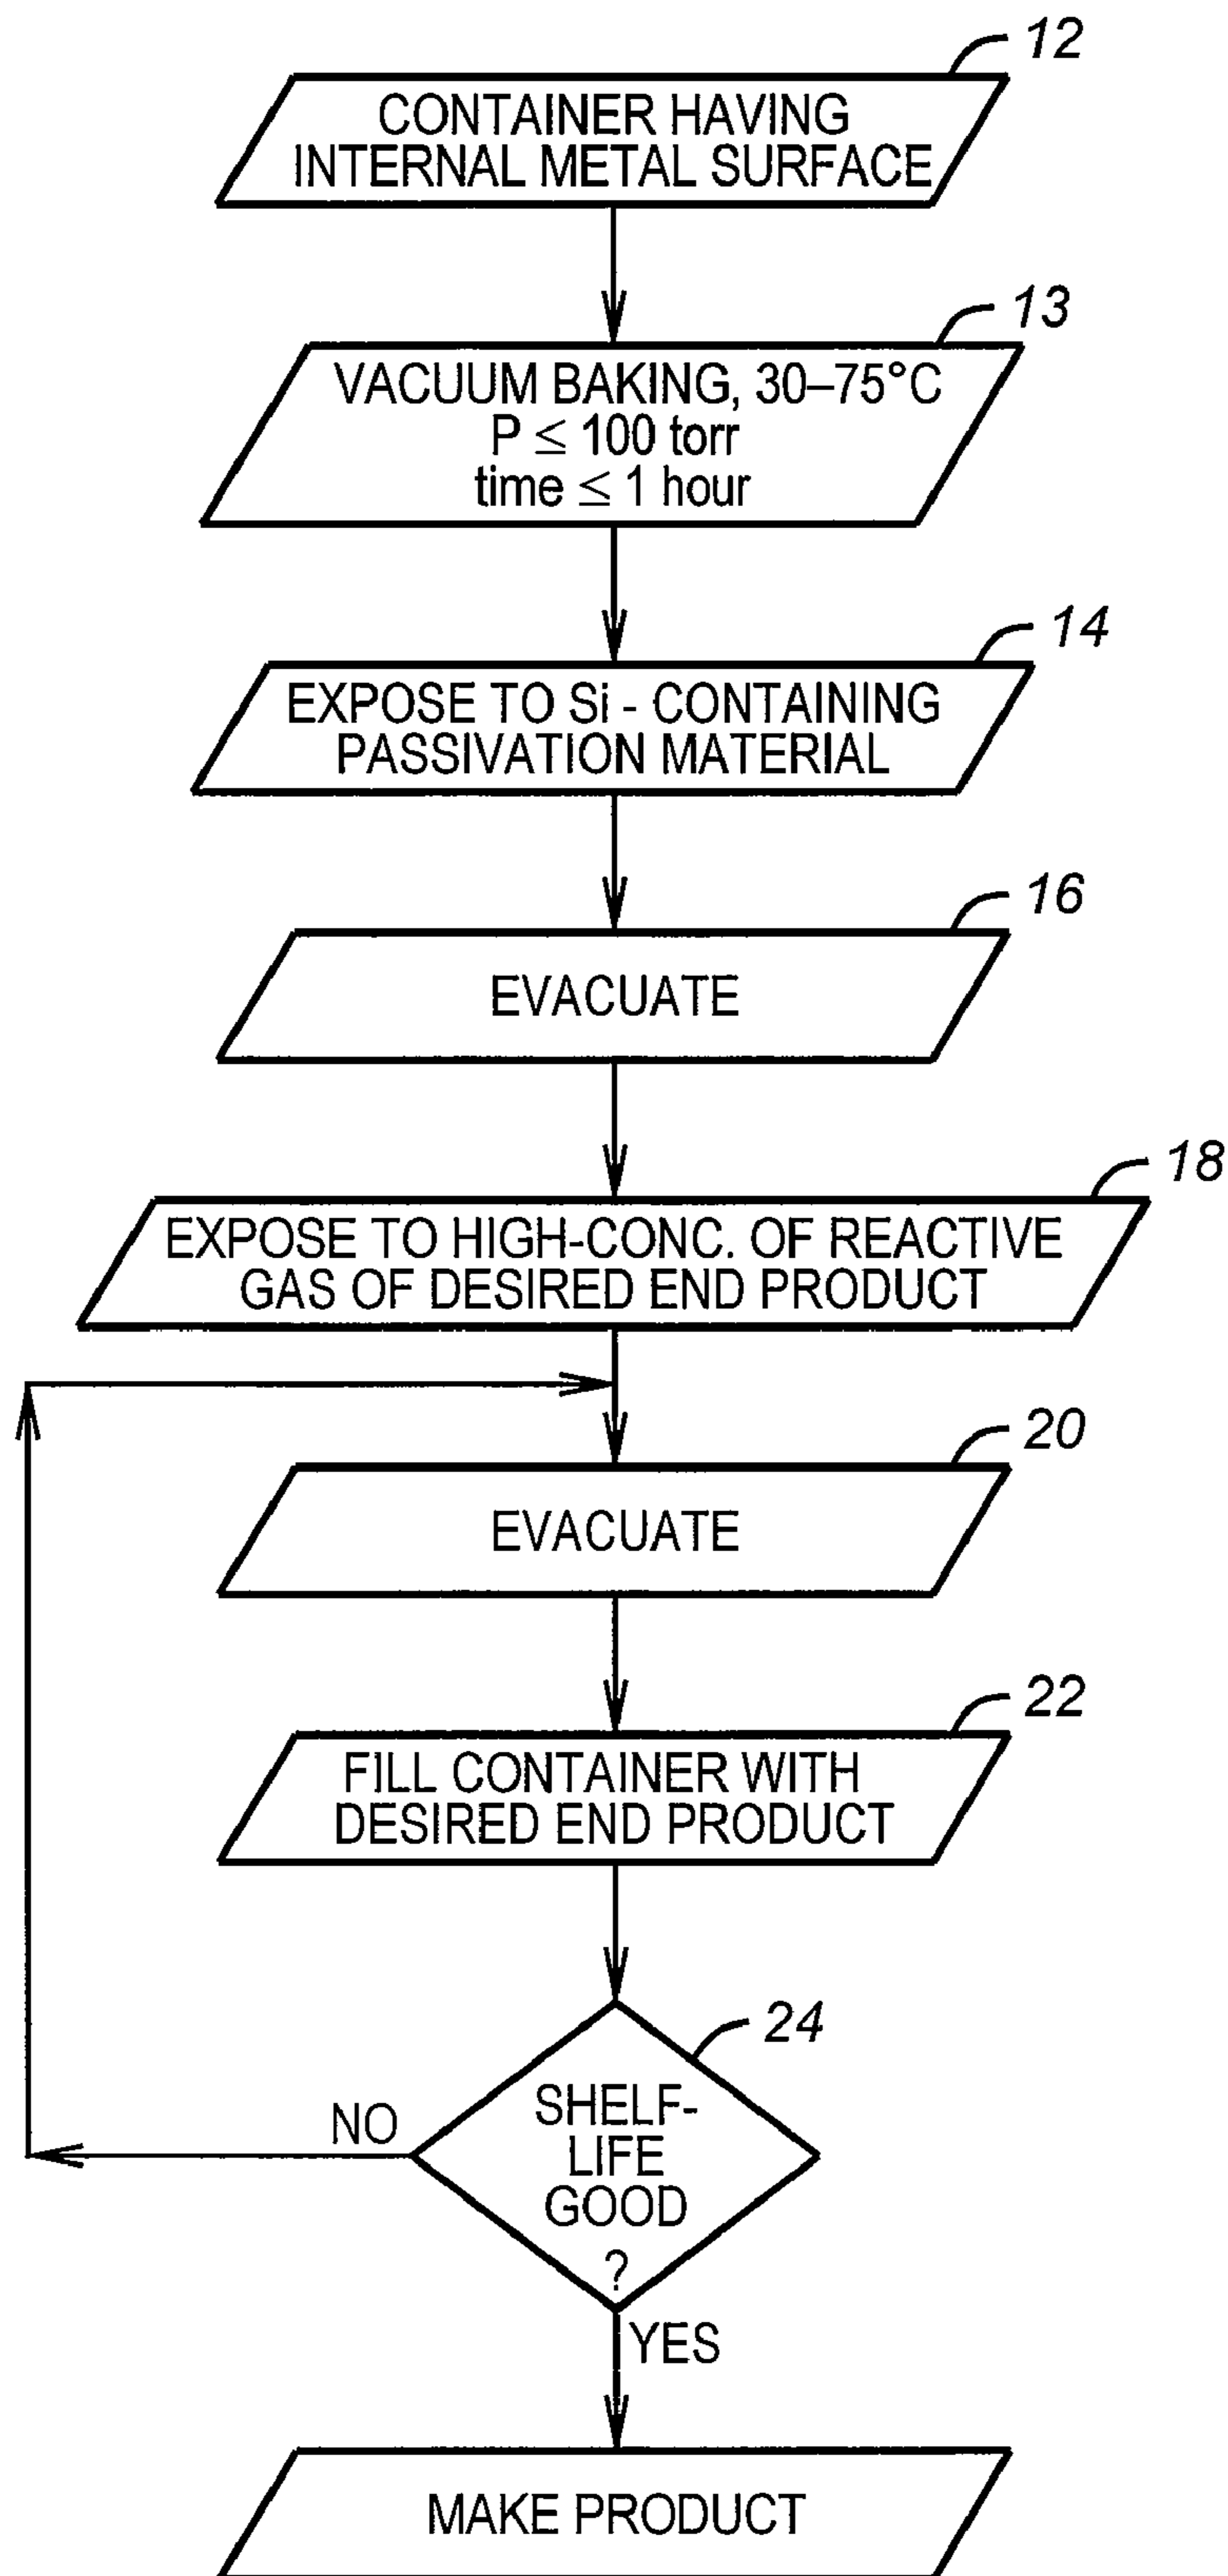 12
CONTAINER HAVING
INTERNAL METAL SURFACE
13
VACUUM BAKING, 30–75°C
P ≤ 100 torr
time ≤ 1 hour
14
EXPOSE TO Si - CONTAINING
PASSIVATION MATERIAL
16
EVACUATE
18
EXPOSE TO HIGH-CONC. OF REACTIVE
GAS OF DESIRED END PRODUCT
20
EVACUATE
22
FILL CONTAINER WITH
DESIRED END PRODUCT
24
SHELF-
LIFE
GOOD
?
NO
YES
MAKE PRODUCT